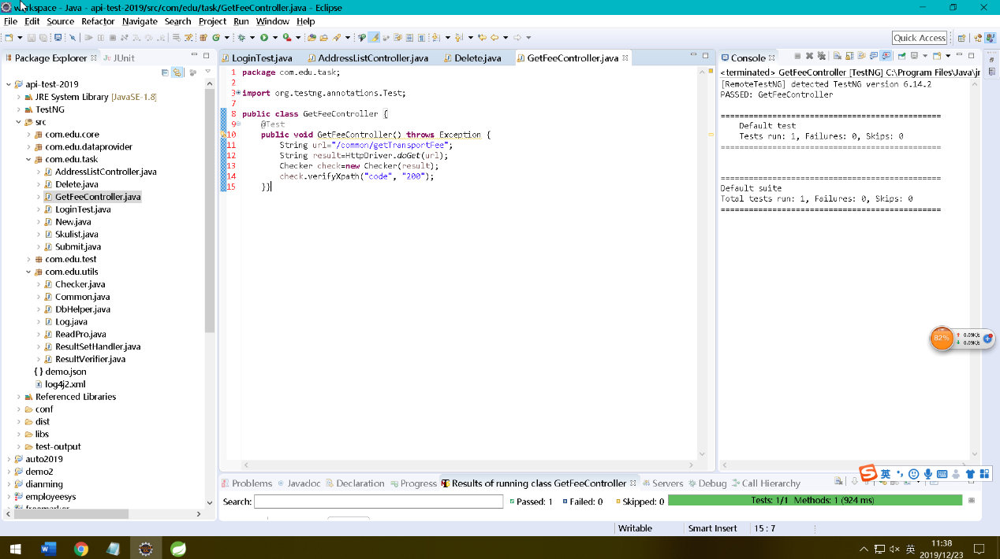 workspace - Java - api-test-2019/src/com/edu/task/GetFeeController.java - Eclipse
File Edit Source Refactor Navigate Search Project Run Window Help
Quick Access
Package Explorer JUnit
api-test-2019
JRE System Library [JavaSE-1.8]
TestNG
src
com.edu.core
com.edu.dataprovider
com.edu.task
AddressListController.java
Delete.java
GetFeeController.java
LoginTest.java
New.java
Skulist.java
Submit.java
com.edu.test
com.edu.utils
Checker.java
Common.java
DbHelper.java
Log.java
ReadPro.java
ResultSetHandler.java
ResultVerifier.java
demo.json
log4j2.xml
Referenced Libraries
conf
dist
libs
test-output
auto2019
demo2
dianming
employeesys
LoginTest.java AddressListController.java Delete.java GetFeeController.java
1 package com.edu.task;
2
3 import org.testng.annotations.Test;
7
8 public class GetFeeController {
9 @Test
10 public void GetFeeController() throws Exception {
11 String url="/common/getTransportFee";
12 String result=HttpDriver.doGet(url);
13 Checker check=new Checker(result);
14 check.verifyXpath("code", "200");
15 }}
Console
<terminated> GetFeeController [TestNG] C:\Program Files\Java\jr
[RemoteTestNG] detected TestNG version 6.14.2
PASSED: GetFeeController
===============================================
Default test
Tests run: 1, Failures: 0, Skips: 0
===============================================
===============================================
Default suite
Total tests run: 1, Failures: 0, Skips: 0
===============================================
82%
0.09K/s
0.09K/s
英
Problems Javadoc Declaration Progress Results of running class GetFeeController Servers Debug Call Hierarchy
Search: Passed: 1 Failed: 0 Skipped: 0 Tests: 1/1 Methods: 1 (924 ms)
Writable Smart Insert 15 : 7
英
11:38
2019/12/23